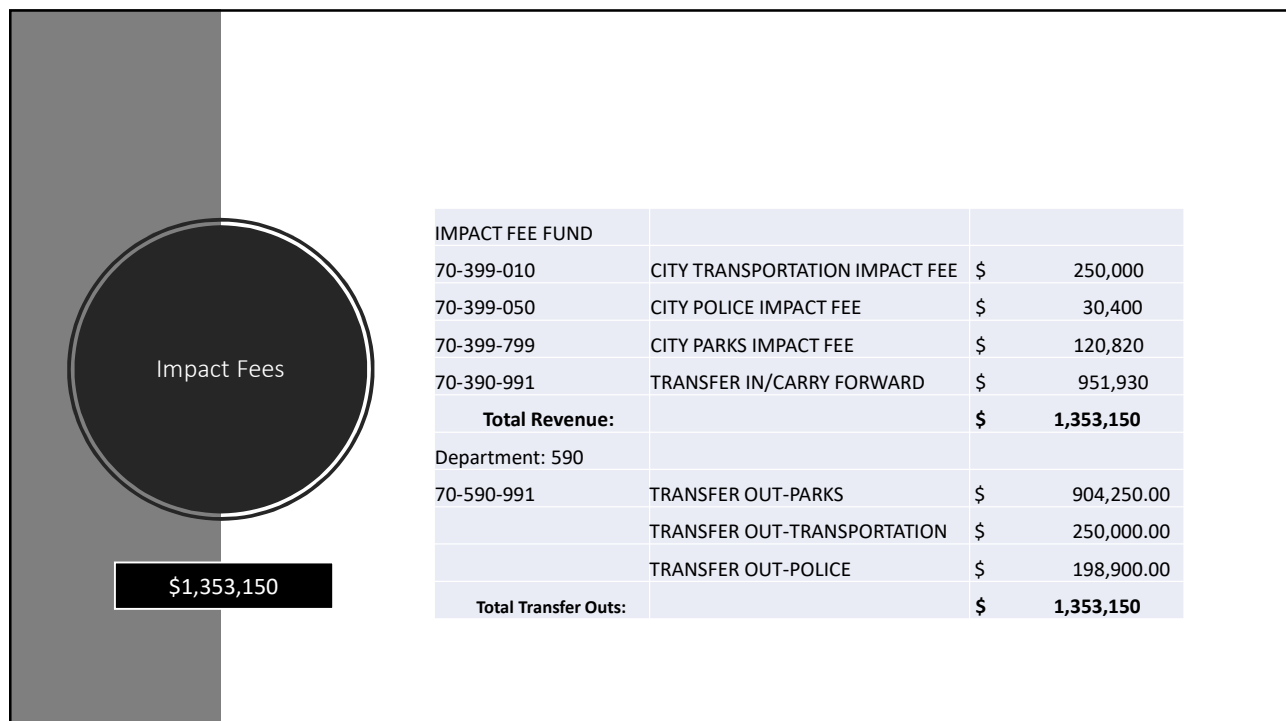 Impact Fees
$1,353,150
IMPACT FEE FUND
70-399-010 CITY TRANSPORTATION IMPACT FEE $ 250,000
70-399-050 CITY POLICE IMPACT FEE $ 30,400
70-399-799 CITY PARKS IMPACT FEE $ 120,820
70-390-991 TRANSFER IN/CARRY FORWARD $ 951,930
Total Revenue: $ 1,353,150
Department: 590
70-590-991 TRANSFER OUT-PARKS $ 904,250.00
TRANSFER OUT-TRANSPORTATION $ 250,000.00
TRANSFER OUT-POLICE $ 198,900.00
Total Transfer Outs: $ 1,353,150